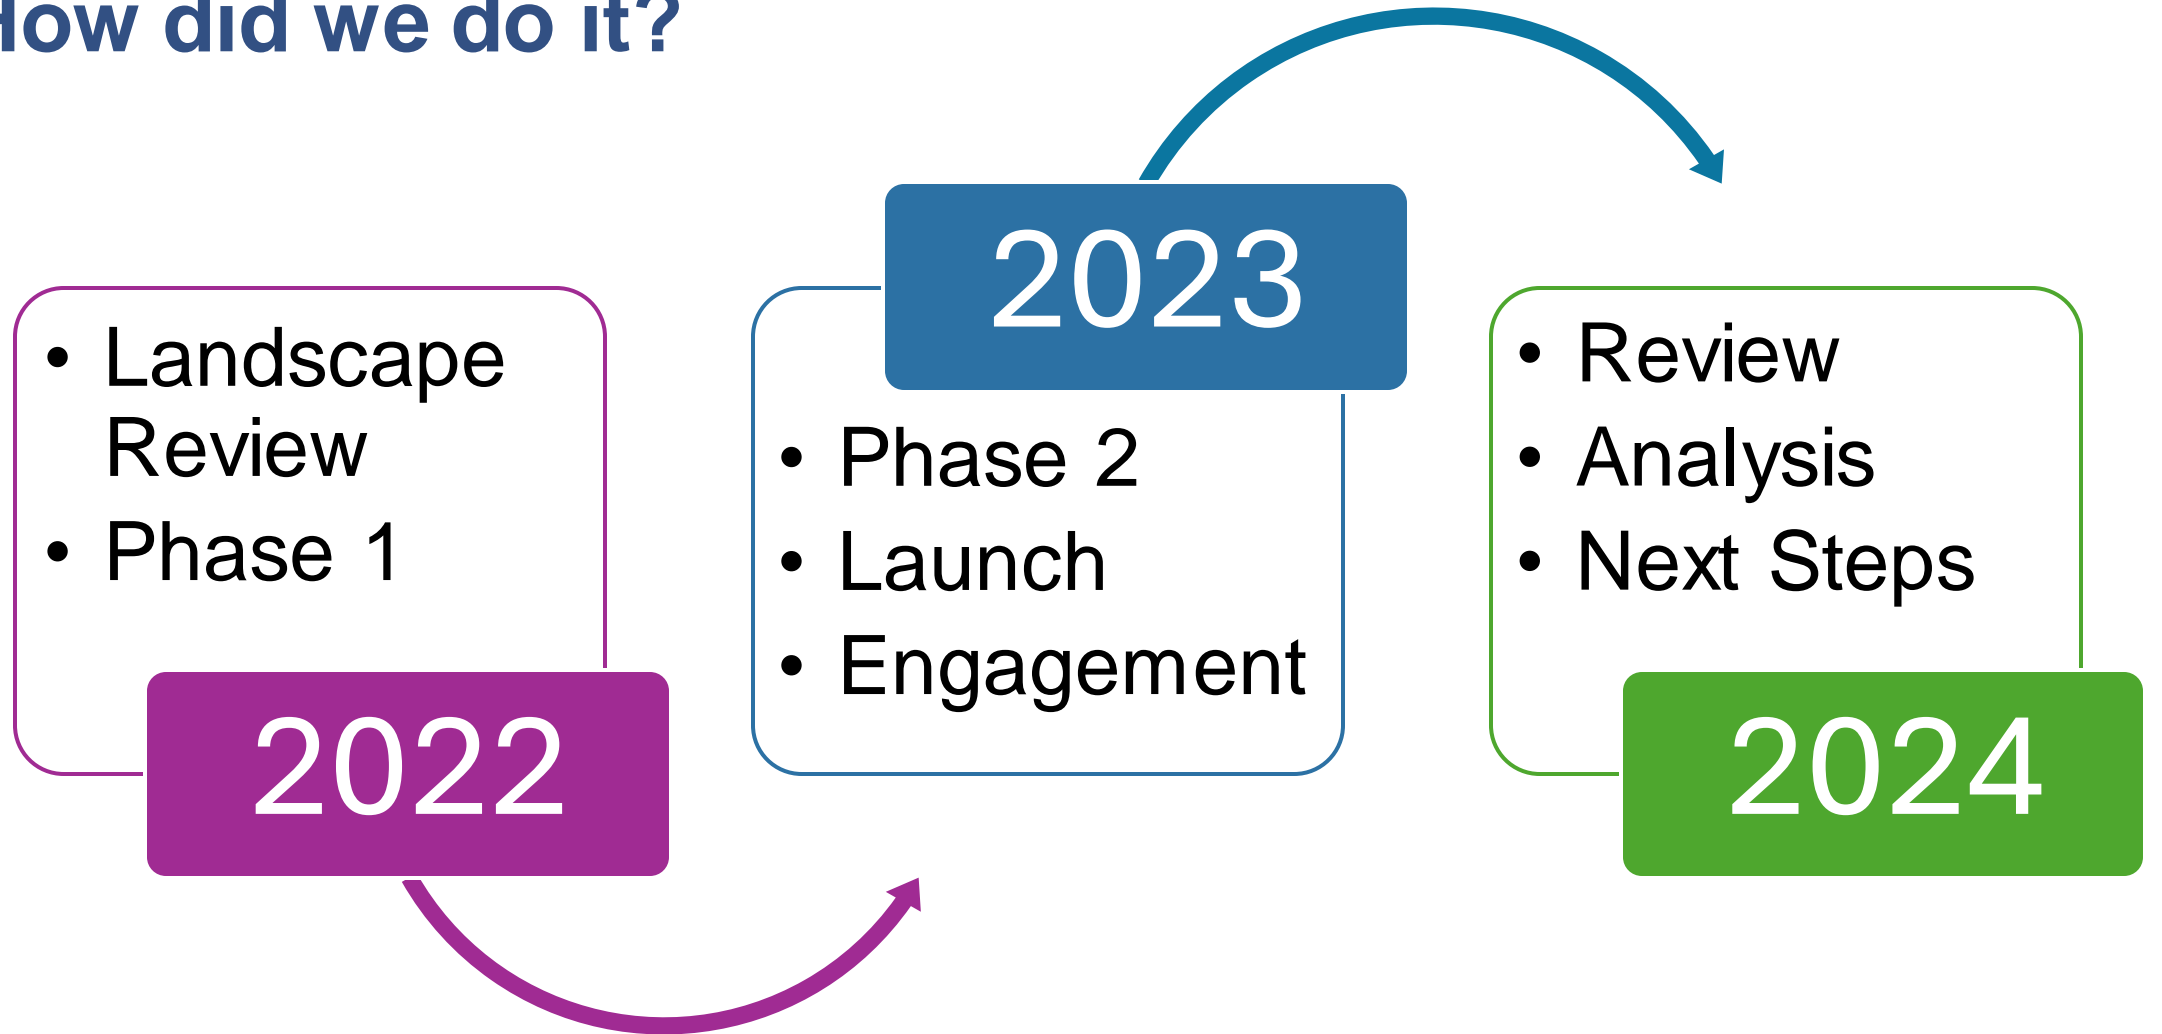 How did we do it?
• Landscape
Review
• Phase 1
2022
2023
• Phase 2
• Launch
• Engagement
• Review
• Analysis
• Next Steps
2024